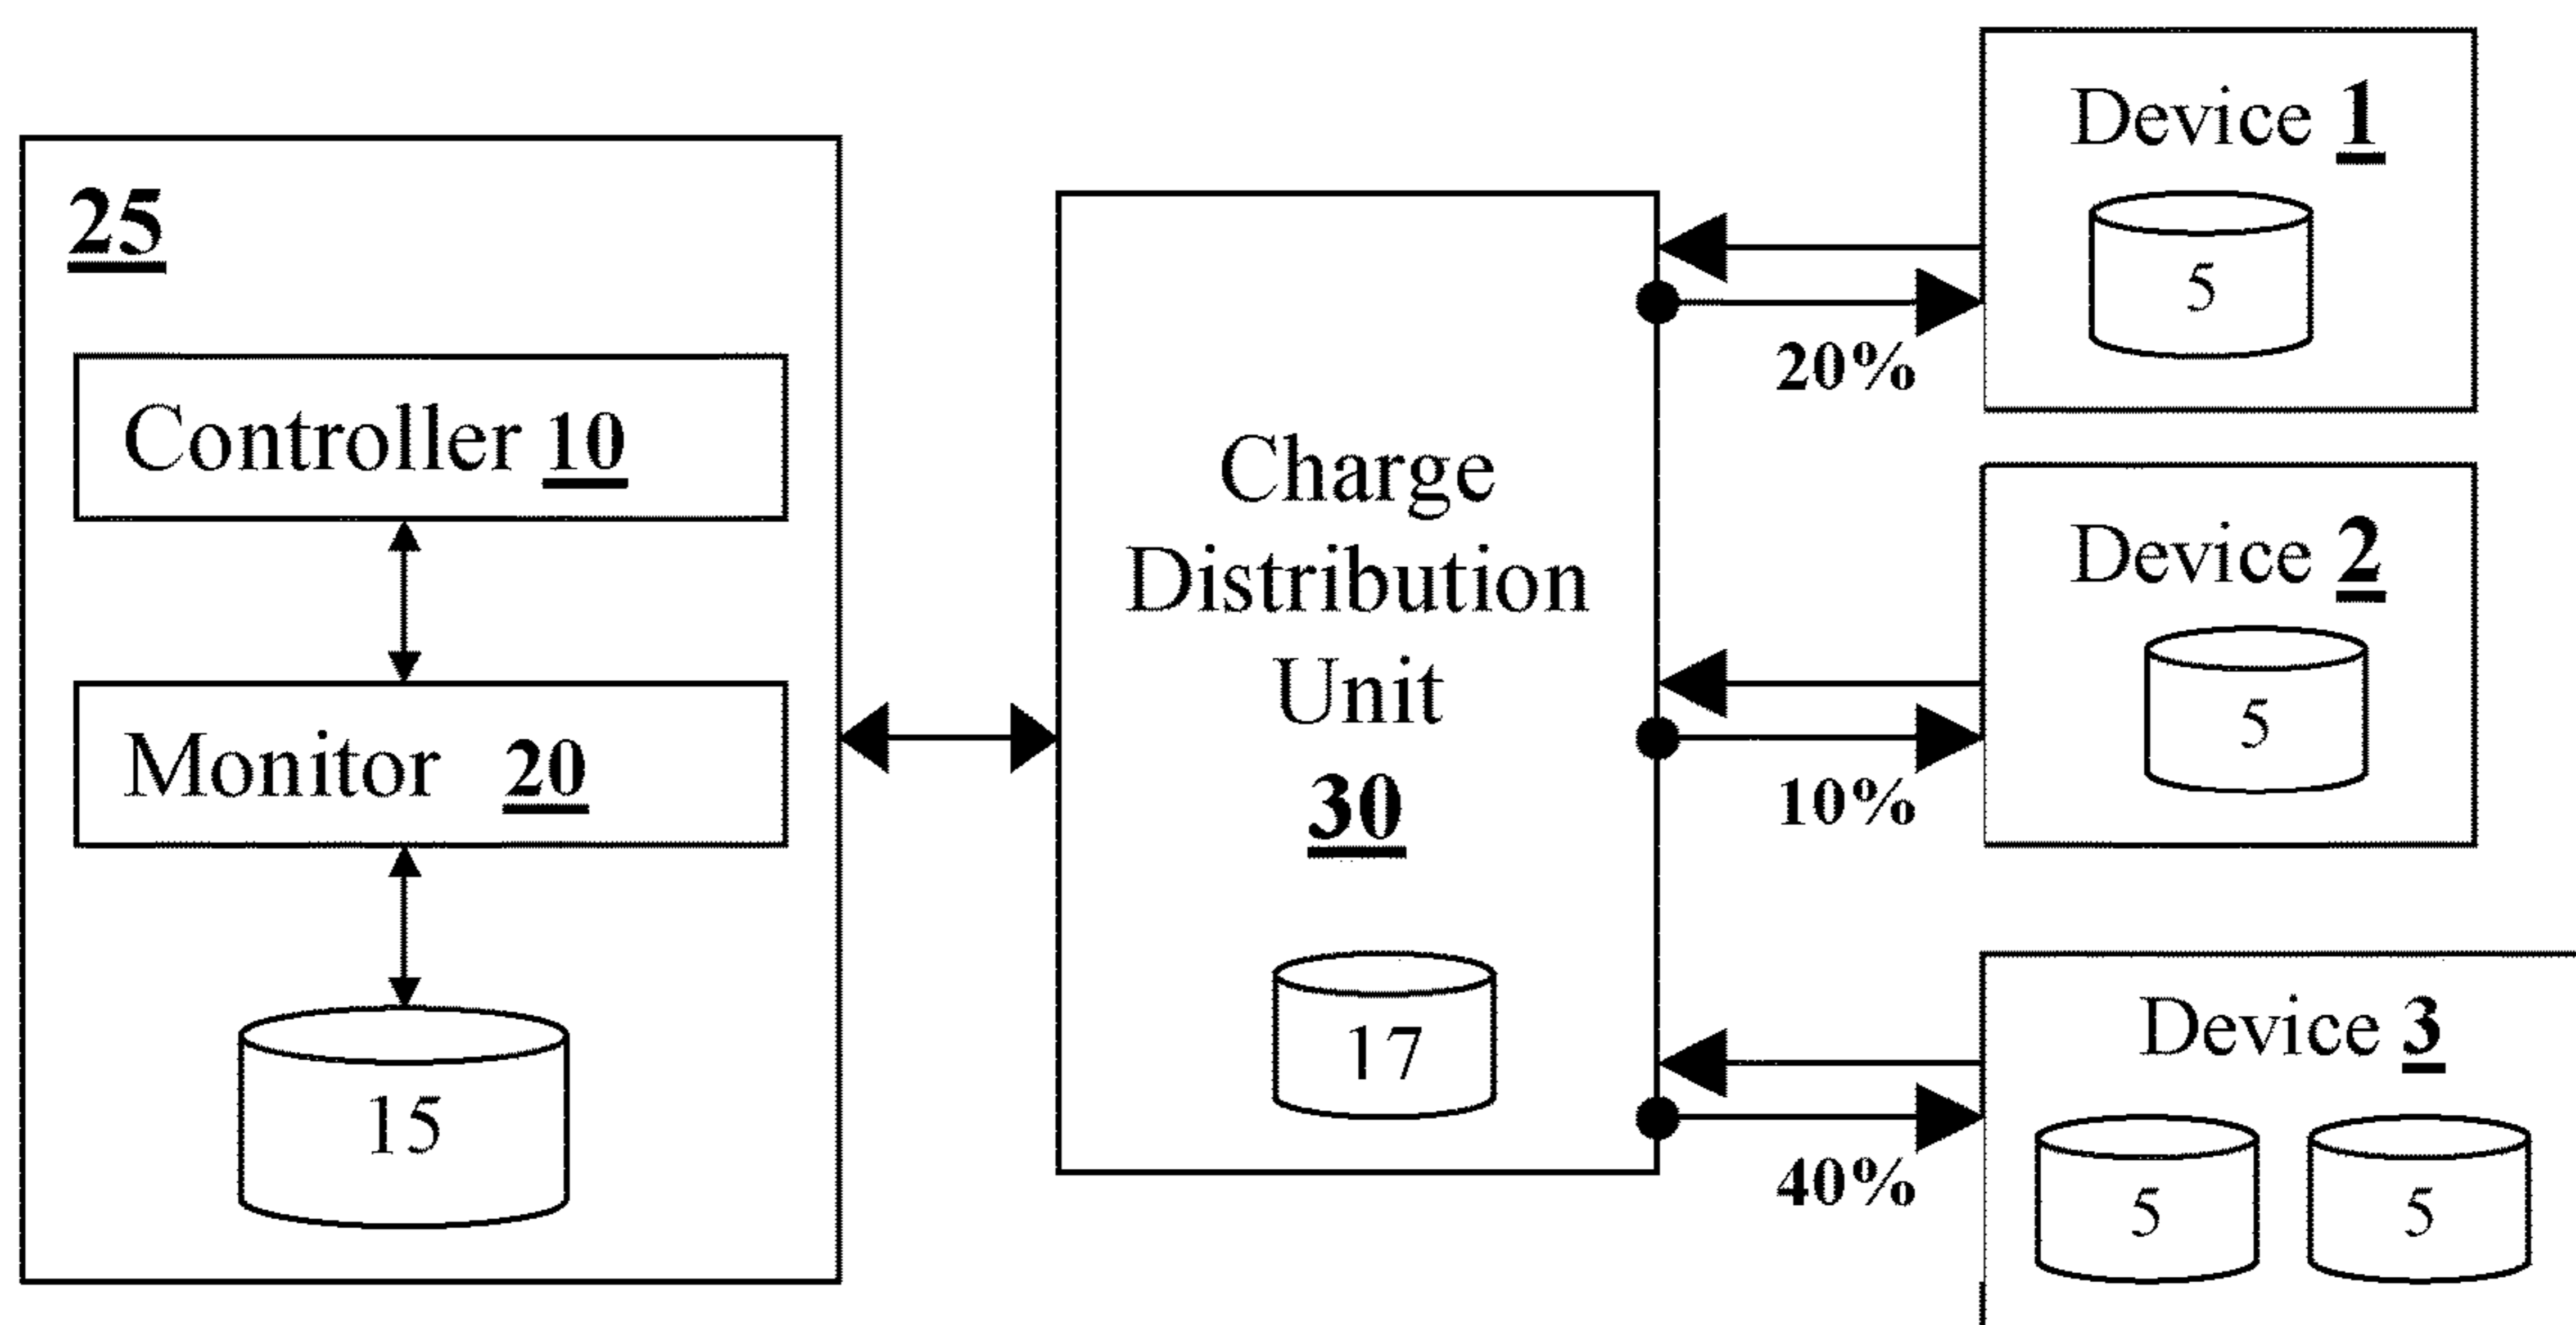 25
Controller 10
Monitor 20
15
Charge
Distribution
Unit
30
17
20%
10%
40%
Device 1
5
Device 2
5
Device 3
5 5